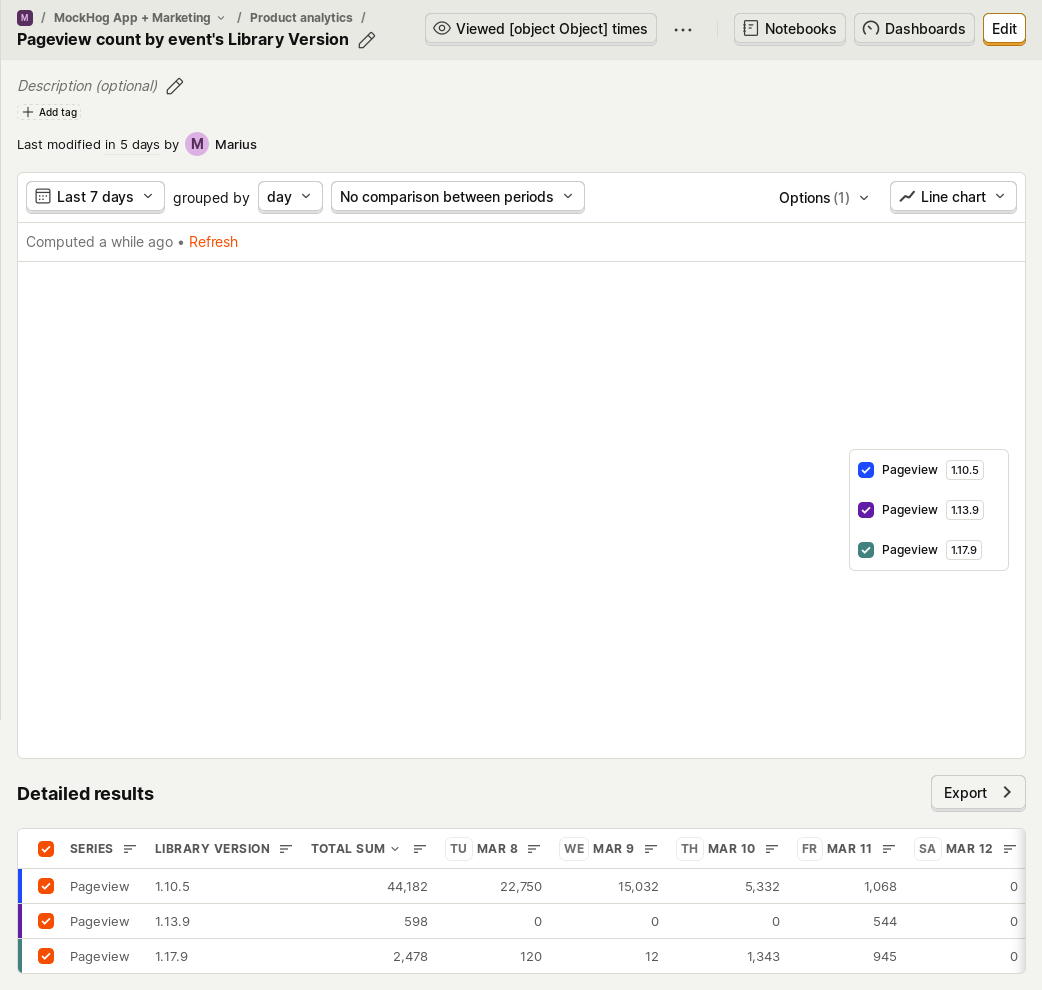 M / MockHog App + Marketing / Product analytics /
Pageview count by event's Library Version
Viewed [object Object] times
Notebooks
Dashboards
Edit
Description (optional)
Add tag
Last modified in 5 days by M Marius
Last 7 days grouped by day No comparison between periods Options (1) Line chart
Computed a while ago • Refresh
Pageview 1.10.5
Pageview 1.13.9
Pageview 1.17.9
Detailed results
Export
SERIES LIBRARY VERSION TOTAL SUM TU MAR 8 WE MAR 9 TH MAR 10 FR MAR 11 SA MAR 12
Pageview 1.10.5 44,182 22,750 15,032 5,332 1,068 0
Pageview 1.13.9 598 0 0 0 544 0
Pageview 1.17.9 2,478 120 12 1,343 945 0